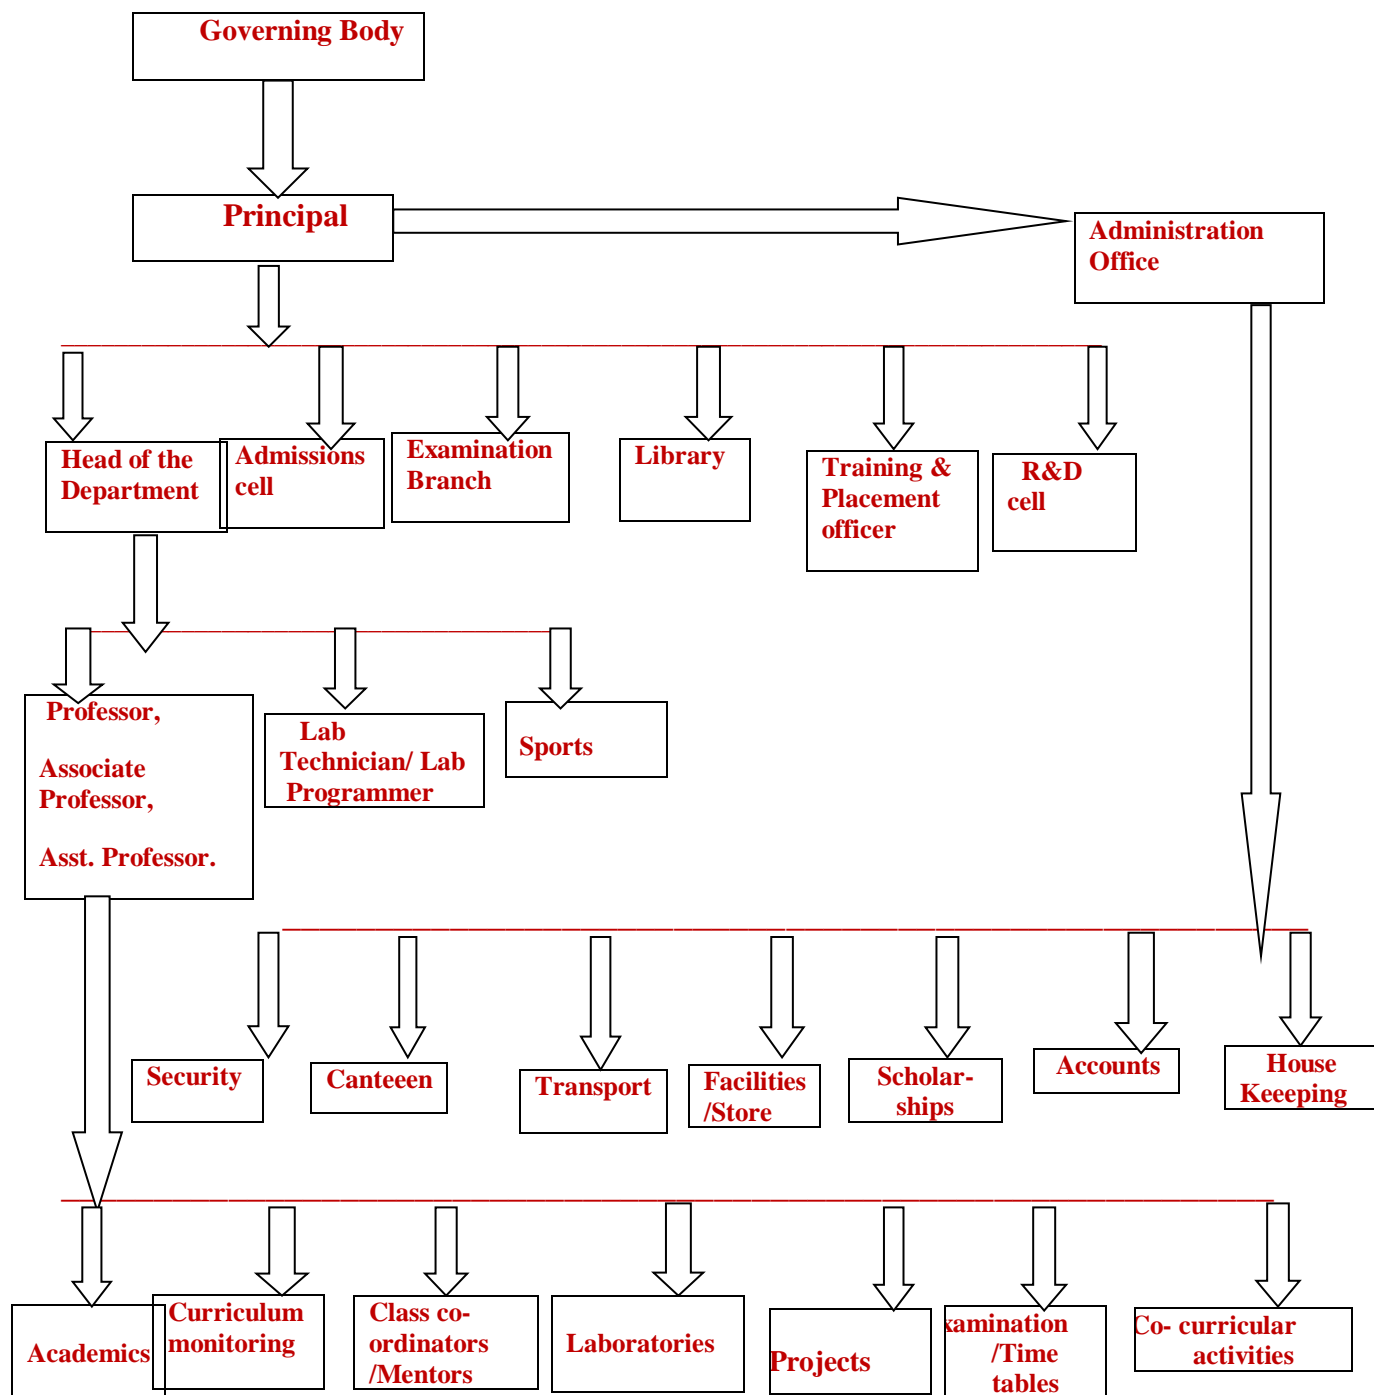 Governing Body
Principal
Administration
Office
Head of the
Department
Admissions
cell
Examination
Branch
Library
Training &
Placement
officer
R&D
cell
Professor,
Associate
Professor,
Asst. Professor.
Lab
Technician/ Lab
Programmer
Sports
Security
Canteeen
Transport
Facilities
/Store
Scholar-
ships
Accounts
House
Keeeping
Academics
Curriculum
monitoring
Class co-
ordinators
/Mentors
Laboratories
Projects
xamination
/Time
tables
Co- curricular
activities